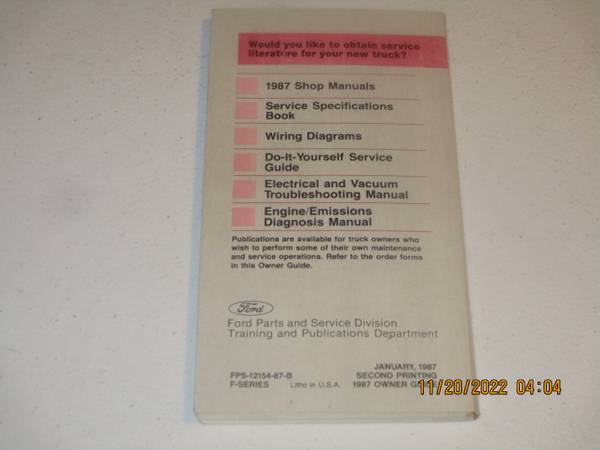 Would you like to obtain service
literature for your new truck?
1987 Shop Manuals
Service Specifications
Book
Wiring Diagrams
Do-It-Yourself Service
Guide
Electrical and Vacuum
Troubleshooting Manual
Engine/Emissions
Diagnosis Manual
Publications are available for truck owners who
wish to perform some of their own maintenance
and service operations. Refer to the order forms
in this Owner Guide.
Ford
Ford Parts and Service Division
Training and Publications Department
JANUARY, 1987
FPS-12154-87-B SECOND PRINTING
F-SERIES Litho in U.S.A. 1987 OWNER GUIDE
11/20/2022 04:04